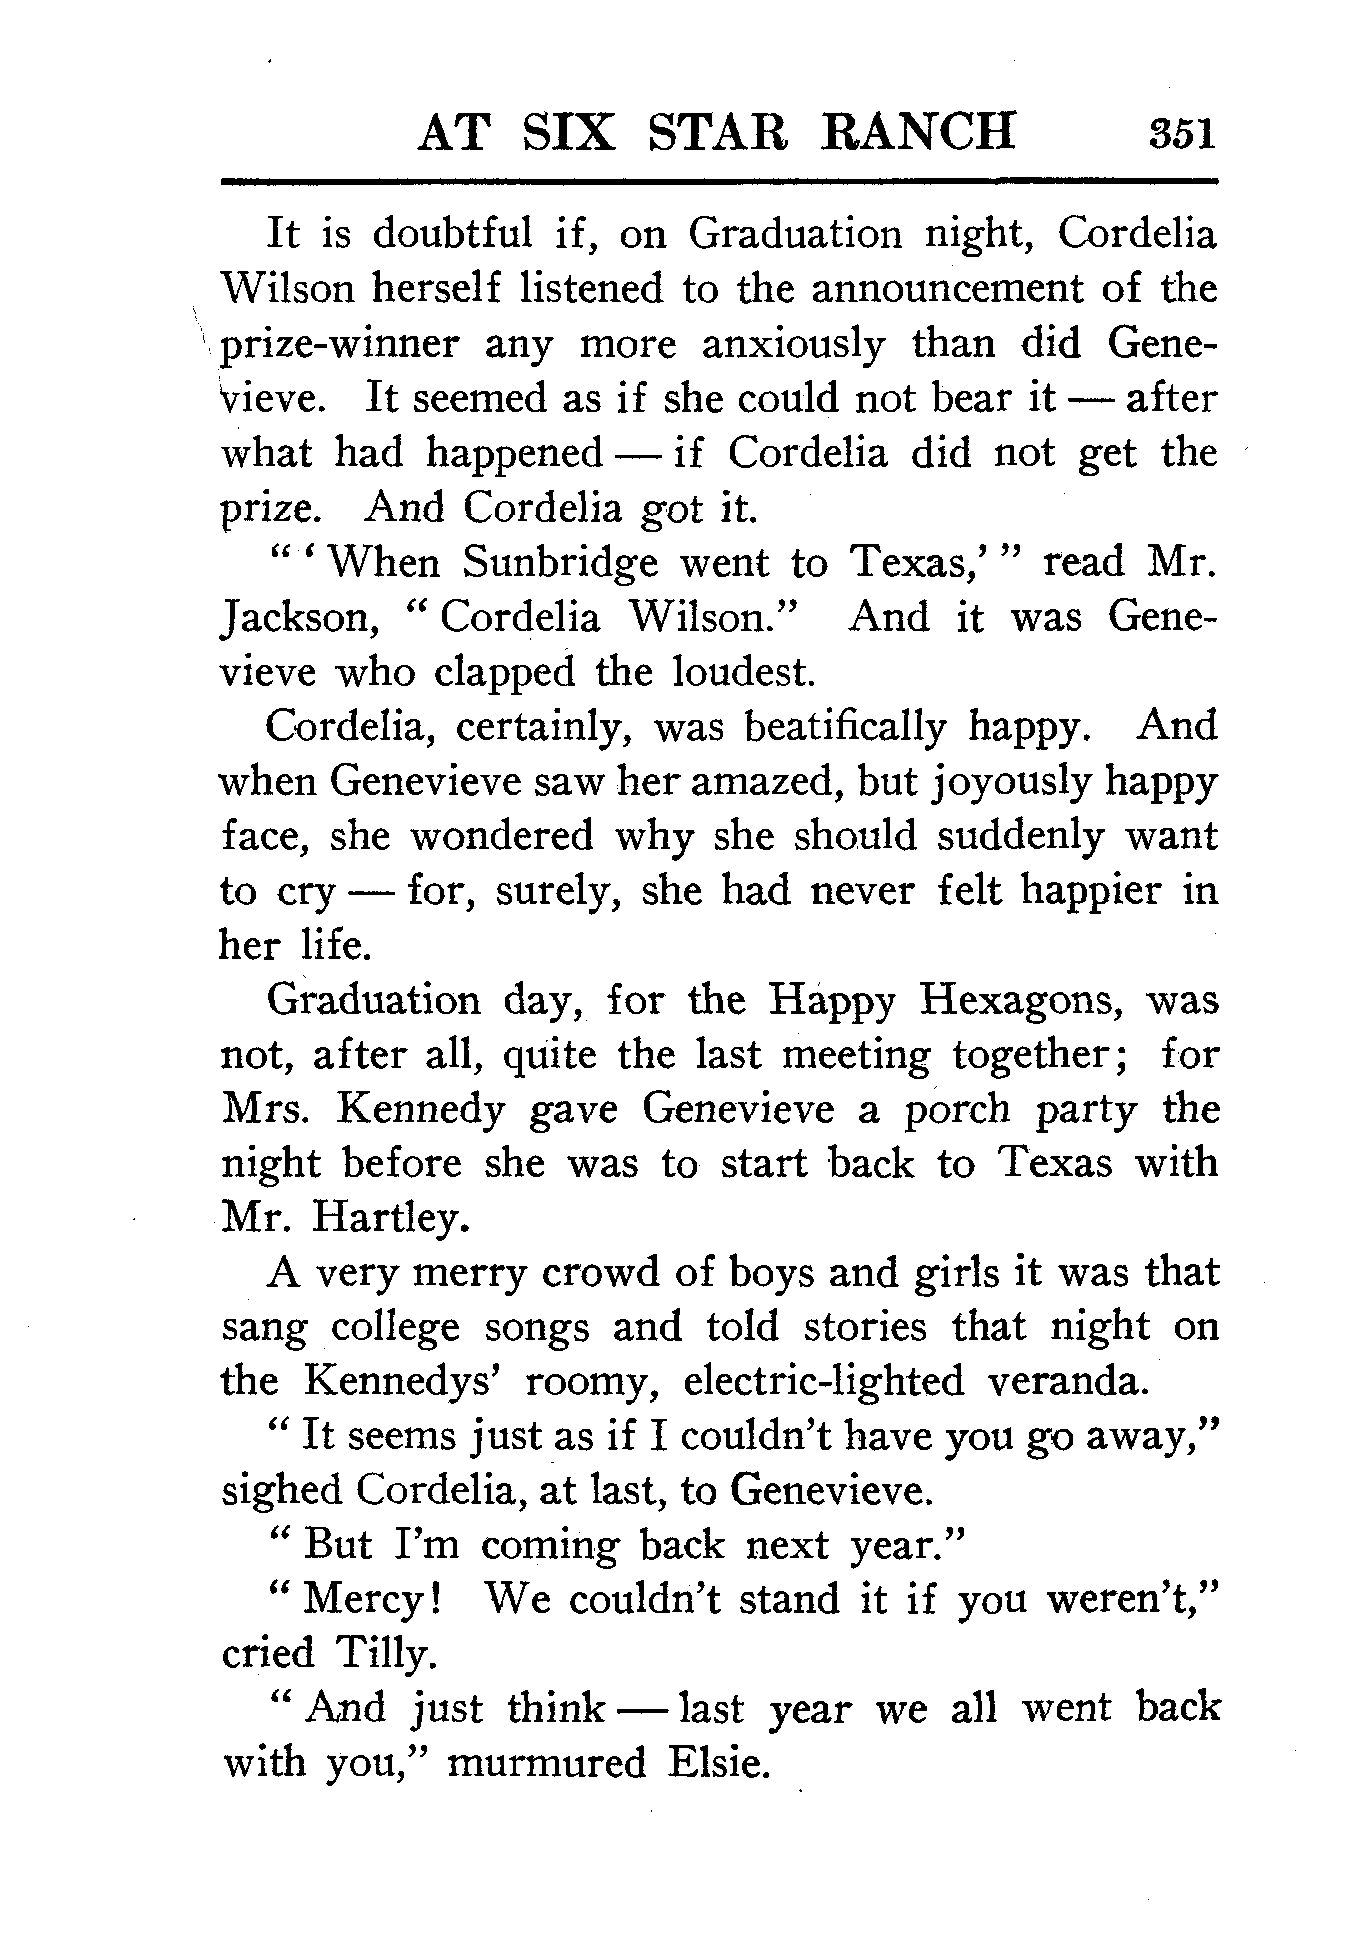 AT SIX STAR RANCH 351
It is doubtful if, on Graduation night, Cordelia
Wilson herself listened to the announcement of the
prize-winner any more anxiously than did Gene-
vieve. It seemed as if she could not bear it — after
what had happened — if Cordelia did not get the
prize. And Cordelia got it.
“ ‘ When Sunbridge went to Texas,’ ” read Mr.
Jackson, “ Cordelia Wilson.” And it was Gene-
vieve who clapped the loudest.
Cordelia, certainly, was beatifically happy. And
when Genevieve saw her amazed, but joyously happy
face, she wondered why she should suddenly want
to cry — for, surely, she had never felt happier in
her life.
Graduation day, for the Happy Hexagons, was
not, after all, quite the last meeting together; for
Mrs. Kennedy gave Genevieve a porch party the
night before she was to start back to Texas with
Mr. Hartley.
A very merry crowd of boys and girls it was that
sang college songs and told stories that night on
the Kennedys’ roomy, electric-lighted veranda.
“ It seems just as if I couldn’t have you go away,”
sighed Cordelia, at last, to Genevieve.
“ But I’m coming back next year.”
“ Mercy! We couldn’t stand it if you weren’t,”
cried Tilly.
“ And just think — last year we all went back
with you,” murmured Elsie.